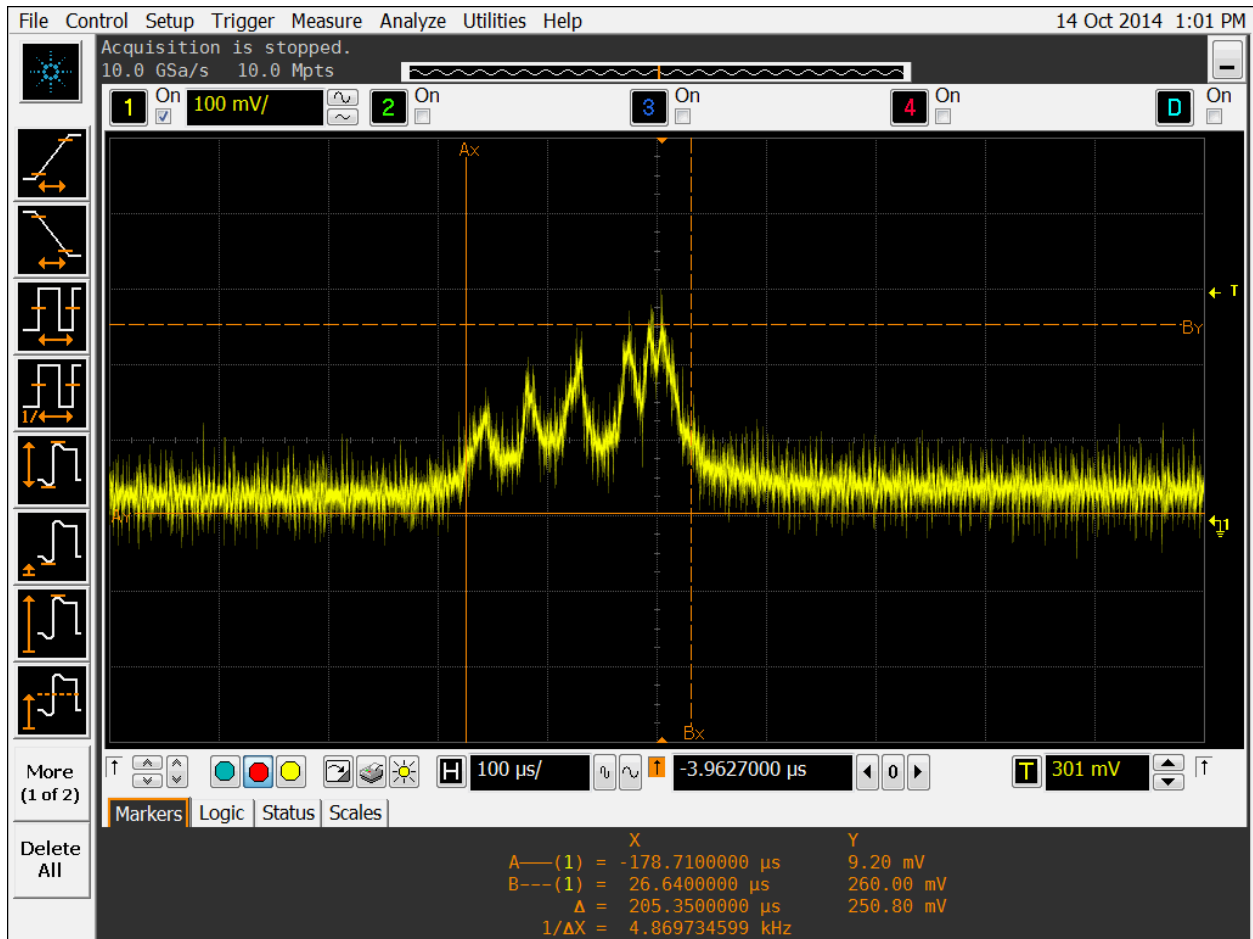 File Control Setup Trigger Measure Analyze Utilities Help 14 Oct 2014 1:01 PM
Acquisition is stopped.
10.0 GSa/s 10.0 Mpts
1 On 100 mV/ 2 On 3 On 4 On D On
Ax
T
By
Ay
1
1/
Bx
More
(1 of 2)
H 100 µs/ -3.9627000 µs 0 T 301 mV
Markers Logic Status Scales
Delete
All
X Y
A——(1) = -178.7100000 µs 9.20 mV
B---(1) = 26.6400000 µs 260.00 mV
Δ = 205.3500000 µs 250.80 mV
1/ΔX = 4.869734599 kHz